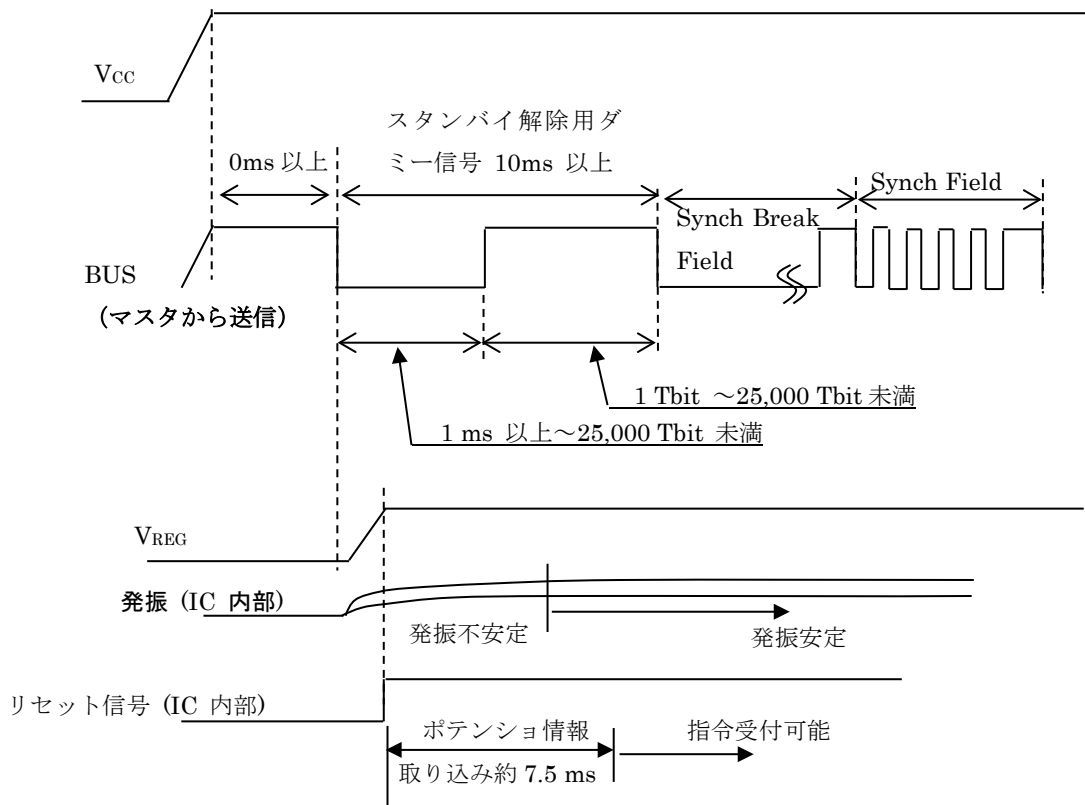 Vcc
スタンバイ解除用ダ
ミー信号 10ms 以上
0ms 以上
Synch Field
Synch Break
Field
BUS
（マスタから送信）
1 Tbit ～25,000 Tbit 未満
1 ms 以上～25,000 Tbit 未満
VREG
発振 (IC 内部)
発振不安定
発振安定
リセット信号 (IC 内部)
ポテンショ情報
取り込み約 7.5 ms
指令受付可能